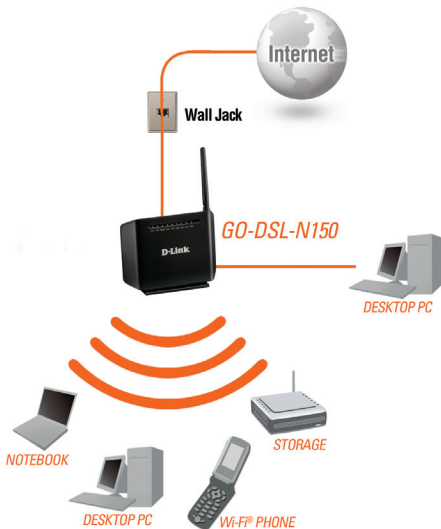 Internet
Wall Jack
D-Link
GO-DSL-N150
DESKTOP PC
NOTEBOOK
STORAGE
DESKTOP PC
Wi-Fi® PHONE